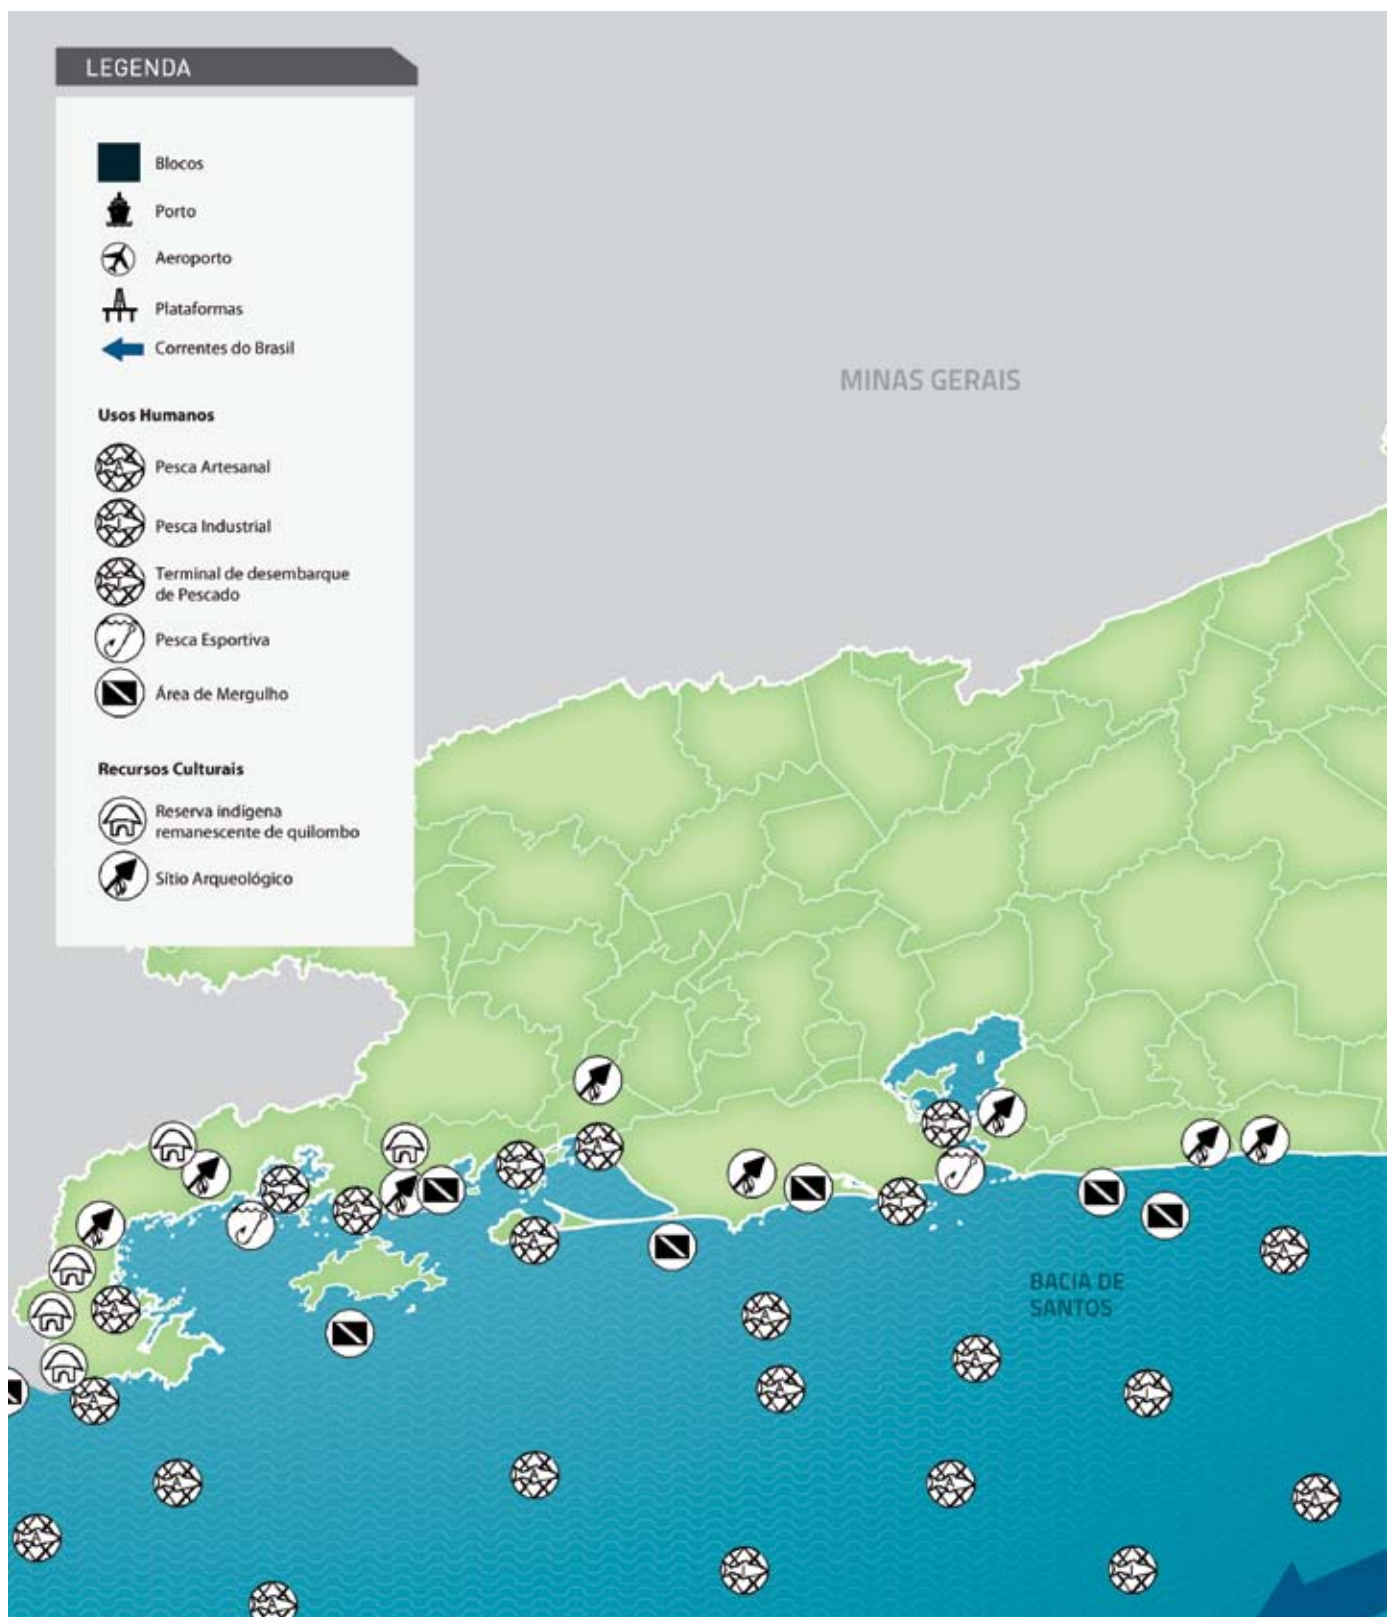 LEGENDA
Blocos
Porto
Aeroporto
Plataformas
Correntes do Brasil
Usos Humanos
Pesca Artesanal
Pesca Industrial
Terminal de desembarque
de Pescado
Pesca Esportiva
Área de Mergulho
Recursos Culturais
Reserva indígena
remanescente de quilombo
Sítio Arqueológico
MINAS GERAIS
BACIA DE
SANTOS